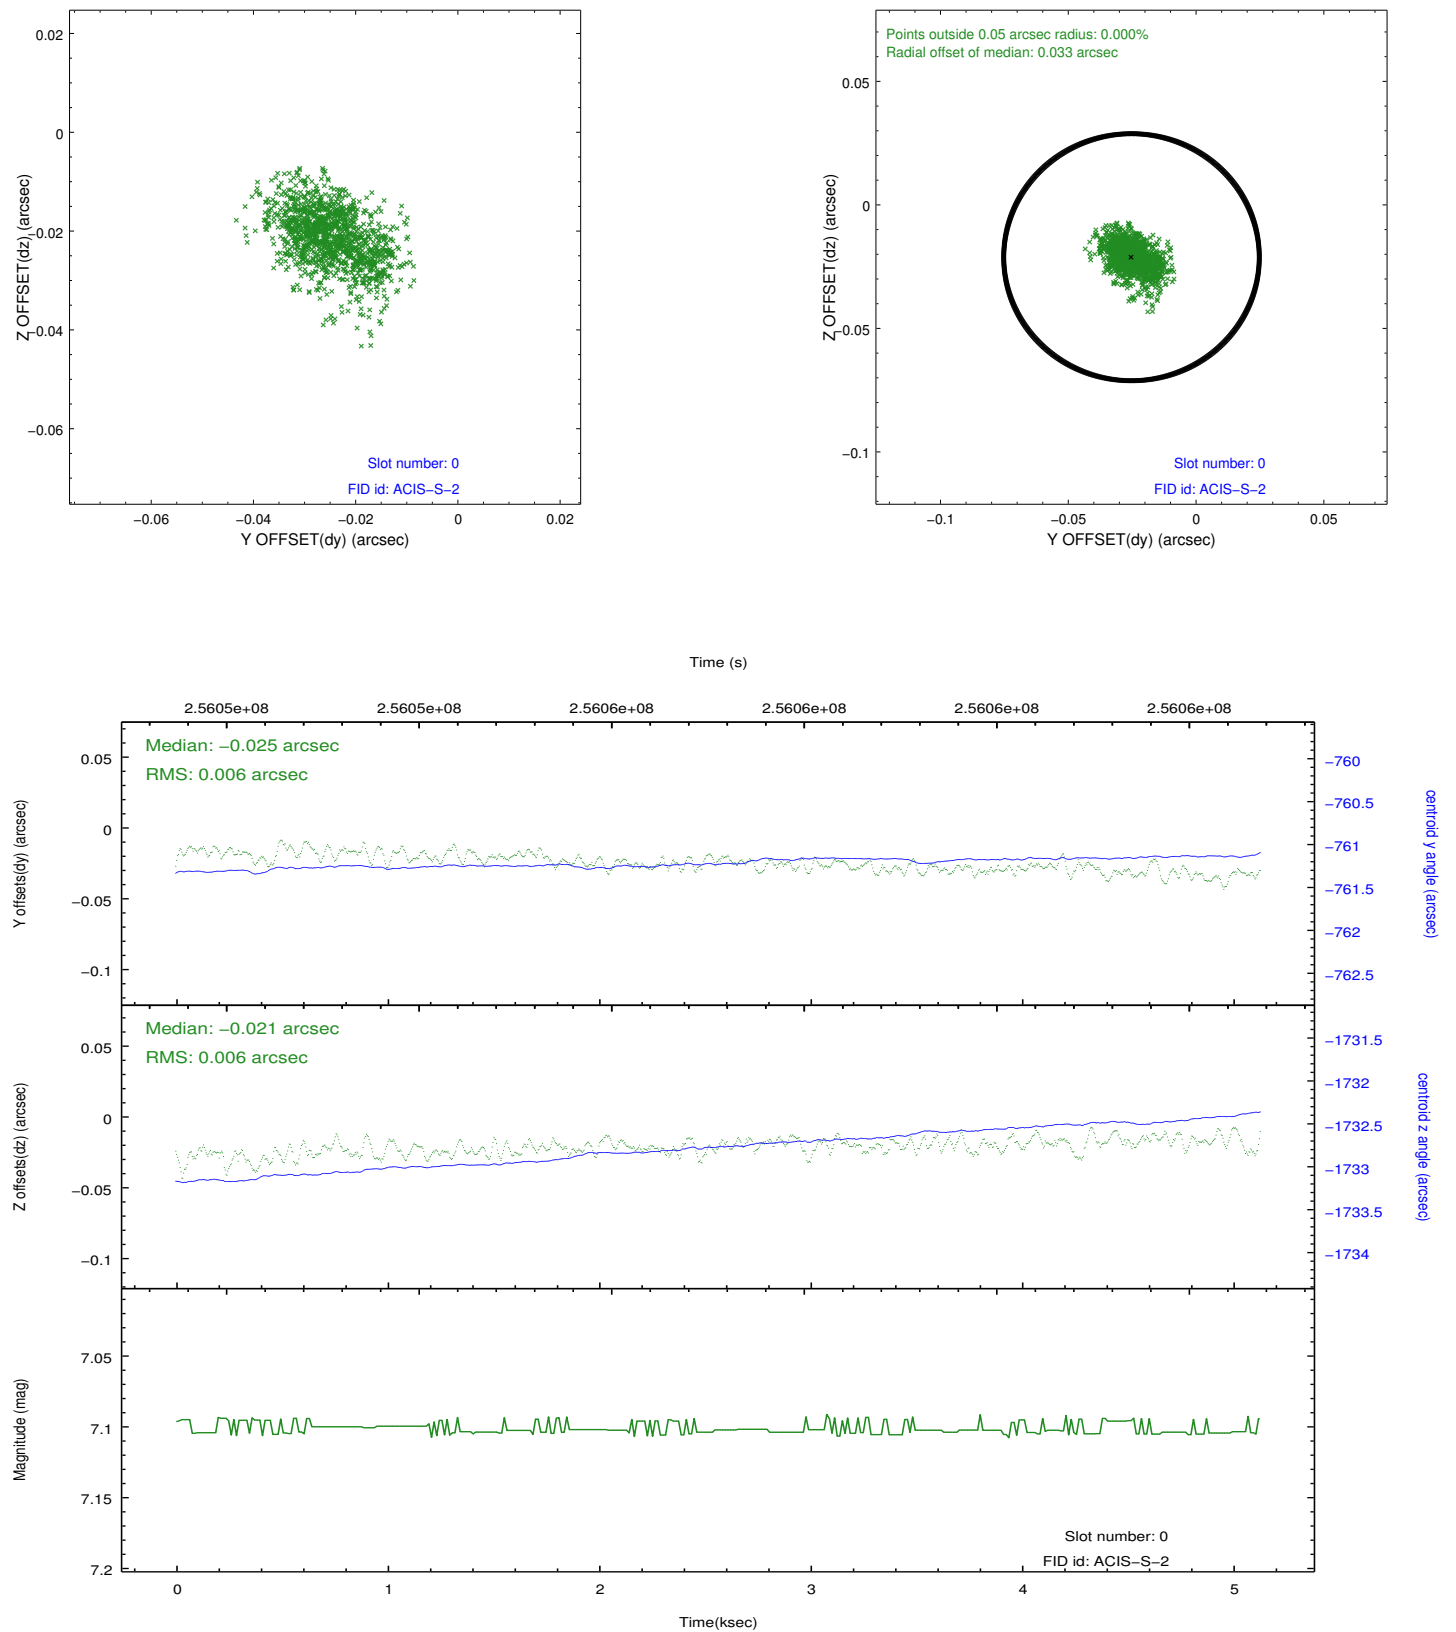 0.02
0
−0.02
−0.04
−0.06
Z OFFSET(dz) (arcsec)
Slot number: 0
FID id: ACIS−S−2
−0.06
−0.04
−0.02
0
0.02
Y OFFSET(dy) (arcsec)
Points outside 0.05 arcsec radius: 0.000%
Radial offset of median: 0.033 arcsec
0.05
0
−0.05
−0.1
Z OFFSET(dz) (arcsec)
Slot number: 0
FID id: ACIS−S−2
−0.1
−0.05
0
0.05
Y OFFSET(dy) (arcsec)
Time (s)
2.5605e+08
2.5605e+08
2.5606e+08
2.5606e+08
2.5606e+08
2.5606e+08
Median: −0.025 arcsec
RMS: 0.006 arcsec
0.05
0
−0.05
−0.1
Y offsets(dy) (arcsec)
−760
−760.5
−761
−761.5
−762
−762.5
centroid y angle (arcsec)
Median: −0.021 arcsec
RMS: 0.006 arcsec
0.05
0
−0.05
−0.1
Z offsets(dz) (arcsec)
−1731.5
−1732
−1732.5
−1733
−1733.5
−1734
centroid z angle (arcsec)
7.05
7.1
7.15
7.2
Magnitude (mag)
Slot number: 0
FID id: ACIS−S−2
0
1
2
3
4
5
Time(ksec)